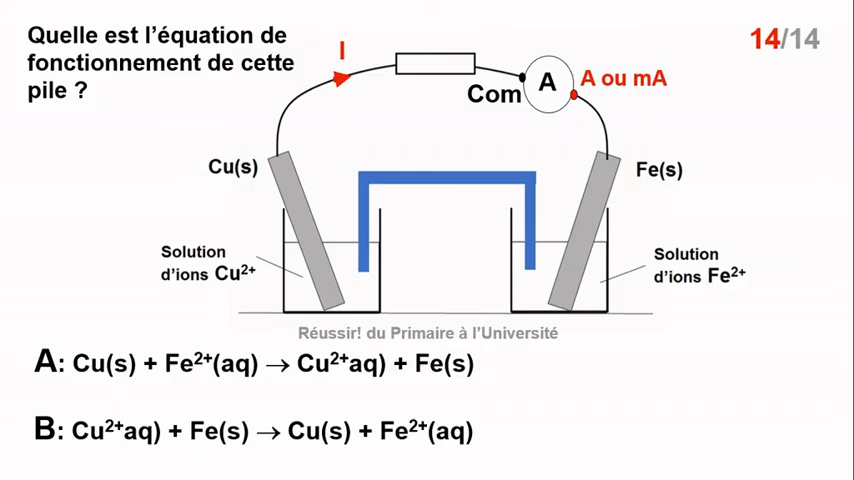 Quelle est l'équation de
fonctionnement de cette
pile ?
14/14
I
A
A ou mA
Com
Cu(s)
Fe(s)
Solution
d'ions Cu²⁺
Solution
d'ions Fe²⁺
Réussir! du Primaire à l'Université
A: Cu(s) + Fe²⁺(aq) → Cu²⁺aq) + Fe(s)
B: Cu²⁺aq) + Fe(s) → Cu(s) + Fe²⁺(aq)